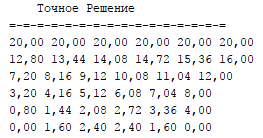 Точное Решение
==========================
20,00 20,00 20,00 20,00 20,00 20,00
12,80 13,44 14,08 14,72 15,36 16,00
7,20 8,16 9,12 10,08 11,04 12,00
3,20 4,16 5,12 6,08 7,04 8,00
0,80 1,44 2,08 2,72 3,36 4,00
0,00 1,60 2,40 2,40 1,60 0,00